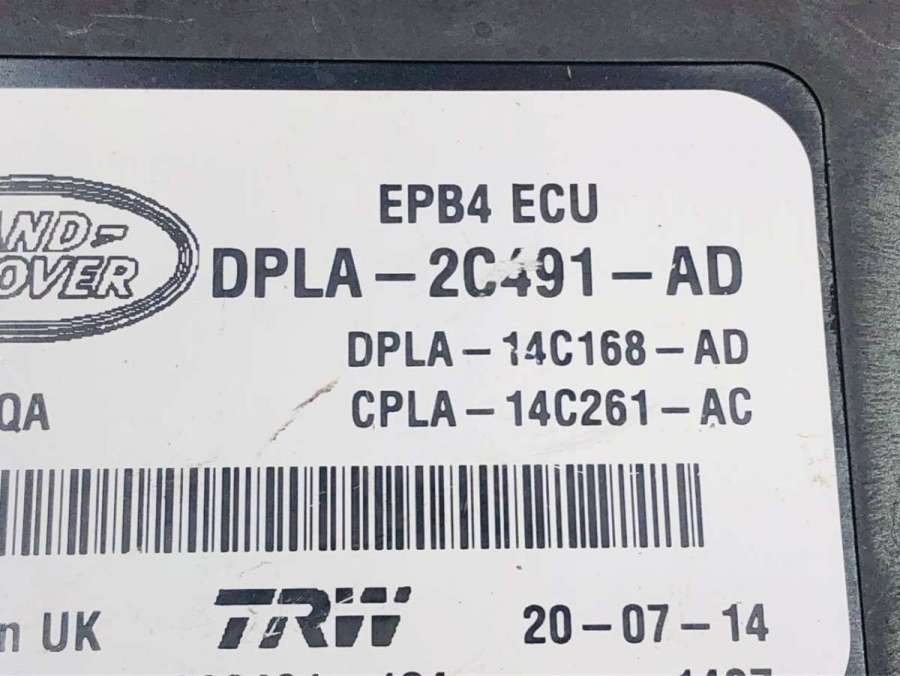 EPB4 ECU
DPLA-2C491-AD
DPLA-14C168-AD
CPLA-14C261-AC
QA
UK
TRW
20-07-14